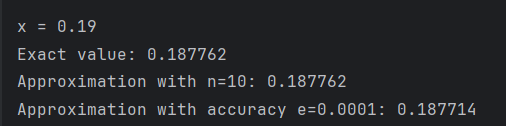 x = 0.19
Exact value: 0.187762
Approximation with n=10: 0.187762
Approximation with accuracy e=0.0001: 0.187714